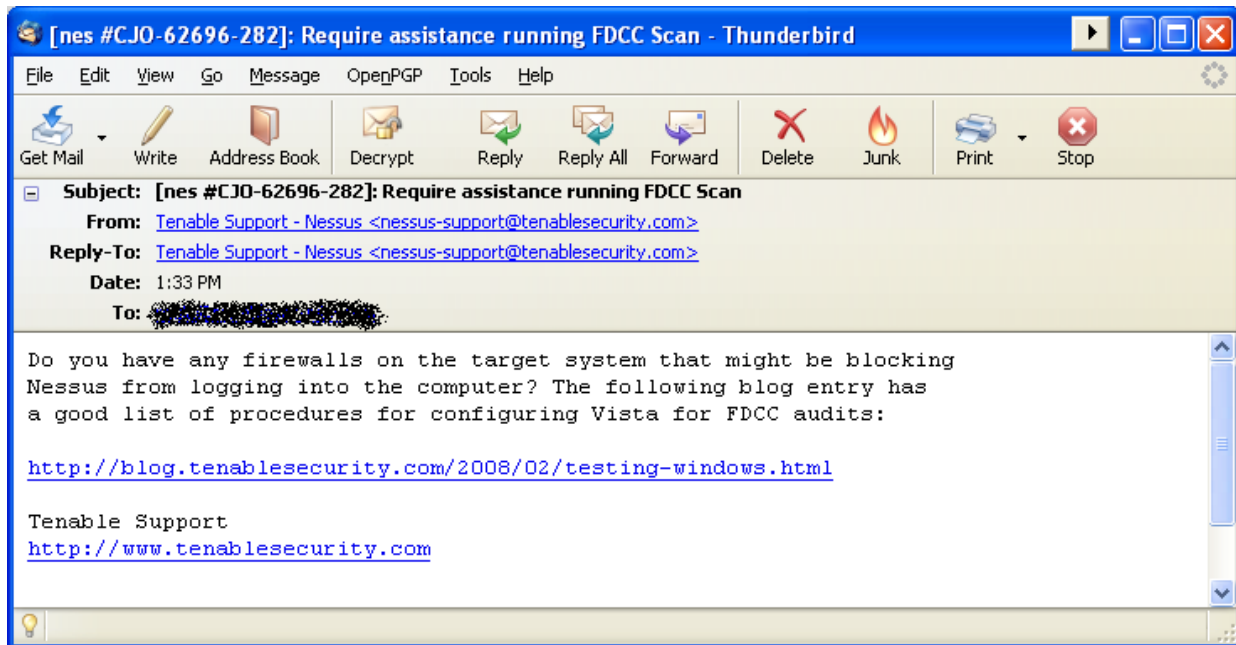 [nes #CJO-62696-282]: Require assistance running FDCC Scan - Thunderbird
File Edit View Go Message OpenPGP Tools Help
Get Mail Write Address Book Decrypt Reply Reply All Forward Delete Junk Print Stop
Subject: [nes #CJO-62696-282]: Require assistance running FDCC Scan
From: Tenable Support - Nessus <nessus-support@tenablesecurity.com>
Reply-To: Tenable Support - Nessus <nessus-support@tenablesecurity.com>
Date: 1:33 PM
To:
Do you have any firewalls on the target system that might be blocking
Nessus from logging into the computer? The following blog entry has
a good list of procedures for configuring Vista for FDCC audits:
http://blog.tenablesecurity.com/2008/02/testing-windows.html
Tenable Support
http://www.tenablesecurity.com